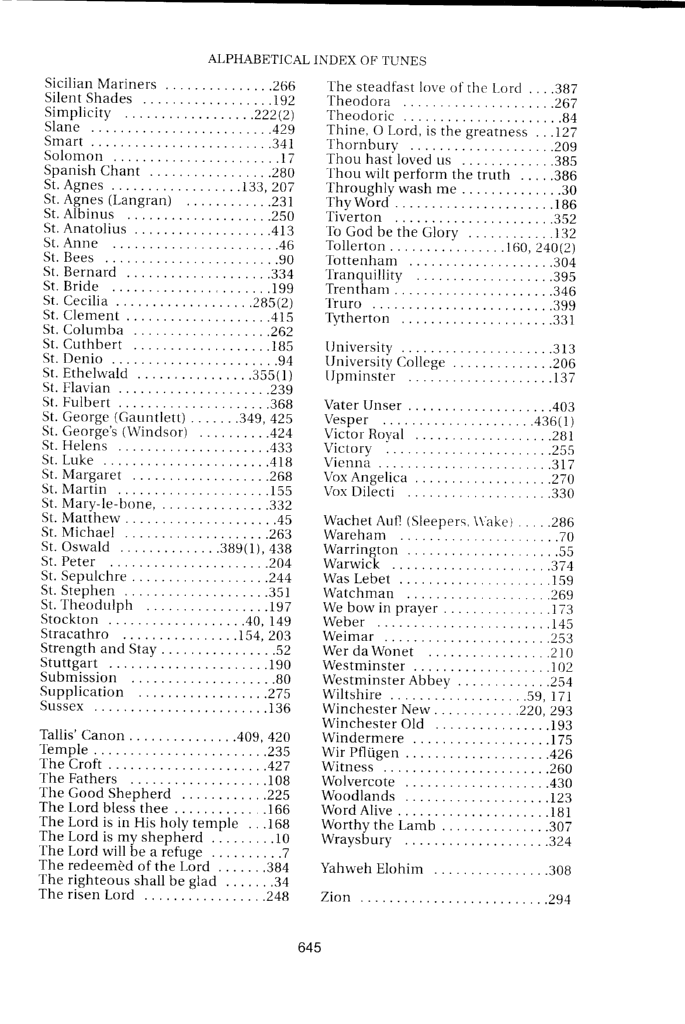 ALPHABETICAL INDEX OF TUNES
Sicilian Mariners ...............266
Silent Shades ..................192
Simplicity ..................222(2)
Slane .........................429
Smart .........................341
Solomon .......................17
Spanish Chant .................280
St. Agnes ..................133, 207
St. Agnes (Langran) ............231
St. Albinus ....................250
St. Anatolius ...................413
St. Anne .......................46
St. Bees ........................90
St. Bernard ....................334
St. Bride ......................199
St. Cecilia ...................285(2)
St. Clement ....................415
St. Columba ...................262
St. Cuthbert ...................185
St. Denio .......................94
St. Ethelwald ...............355(1)
St. Flavian .....................239
St. Fulbert .....................368
St. George (Gauntlett) .......349, 425
St. George's (Windsor) ..........424
St. Helens .....................433
St. Luke .......................418
St. Margaret ...................268
St. Martin .....................155
St. Mary-le-bone, ...............332
St. Matthew .....................45
St. Michael ....................263
St. Oswald ..............389(1), 438
St. Peter ......................204
St. Sepulchre ...................244
St. Stephen ....................351
St. Theodulph .................197
Stockton ...................40, 149
Stracathro ................154, 203
Strength and Stay ................52
Stuttgart ......................190
Submission ....................80
Supplication ..................275
Sussex ........................136
Tallis' Canon ...............409, 420
Temple ........................235
The Croft ......................427
The Fathers ...................108
The Good Shepherd ............225
The Lord bless thee .............166
The Lord is in His holy temple ...168
The Lord is my shepherd .........10
The Lord will be a refuge ..........7
The redeemèd of the Lord .......384
The righteous shall be glad .......34
The risen Lord .................248
The steadfast love of the Lord ....387
Theodora .....................267
Theodoric ......................84
Thine, O Lord, is the greatness ...127
Thornbury ....................209
Thou hast loved us .............385
Thou wilt perform the truth .....386
Throughly wash me ..............30
Thy Word ......................186
Tiverton ......................352
To God be the Glory ............132
Tollerton ................160, 240(2)
Tottenham ....................304
Tranquillity ...................395
Trentham ......................346
Truro .........................399
Tytherton .....................331
University .....................313
University College ..............206
Upminster ....................137
Vater Unser ....................403
Vesper .....................436(1)
Victor Royal ...................281
Victory .......................255
Vienna ........................317
Vox Angelica ...................270
Vox Dilecti ....................330
Wachet Auf! (Sleepers, Wake) .....286
Wareham ......................70
Warrington .....................55
Warwick ......................374
Was Lebet .....................159
Watchman ....................269
We bow in prayer ...............173
Weber ........................145
Weimar .......................253
Wer da Wonet .................210
Westminster ...................102
Westminster Abbey .............254
Wiltshire ...................59, 171
Winchester New ............220, 293
Winchester Old ................193
Windermere ...................175
Wir Pflügen ....................426
Witness .......................260
Wolvercote ....................430
Woodlands ....................123
Word Alive .....................181
Worthy the Lamb ...............307
Wraysbury ....................324
Yahweh Elohim ................308
Zion ..........................294
645